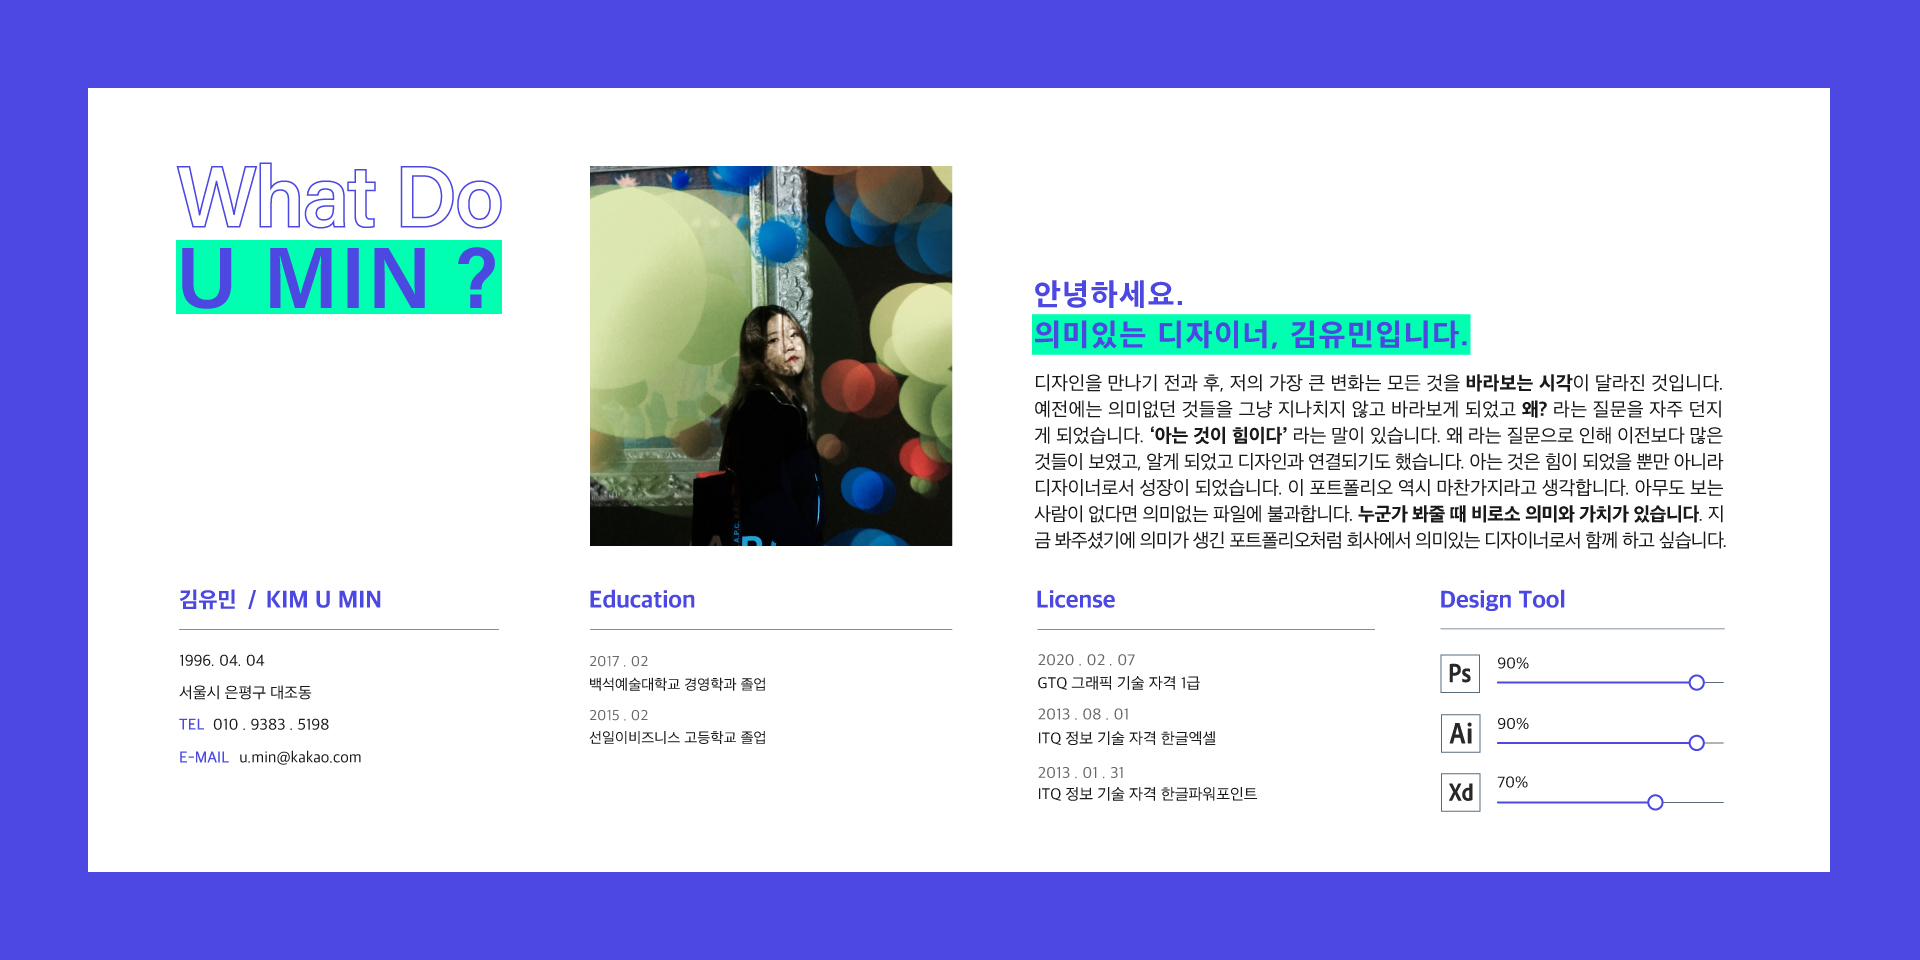 What Do
U MIN ?
안녕하세요.
의미있는 디자이너, 김유민입니다.
디자인을 만나기 전과 후, 저의 가장 큰 변화는 모든 것을 바라보는 시각이 달라진 것입니다.
예전에는 의미없던 것들을 그냥 지나치지 않고 바라보게 되었고 왜? 라는 질문을 자주 던지
게 되었습니다. ‘아는 것이 힘이다’ 라는 말이 있습니다. 왜 라는 질문으로 인해 이전보다 많은
것들이 보였고, 알게 되었고 디자인과 연결되기도 했습니다. 아는 것은 힘이 되었을 뿐만 아니라
디자이너로서 성장이 되었습니다. 이 포트폴리오 역시 마찬가지라고 생각합니다. 아무도 보는
사람이 없다면 의미없는 파일에 불과합니다. 누군가 봐줄 때 비로소 의미와 가치가 있습니다. 지
금 봐주셨기에 의미가 생긴 포트폴리오처럼 회사에서 의미있는 디자이너로서 함께 하고 싶습니다.
김유민 / KIM U MIN
1996. 04. 04
서울시 은평구 대조동
TEL 010 . 9383 . 5198
E-MAIL u.min@kakao.com
Education
2017 . 02
백석예술대학교 경영학과 졸업
2015 . 02
선일이비즈니스 고등학교 졸업
License
2020 . 02 . 07
GTQ 그래픽 기술 자격 1급
2013 . 08 . 01
ITQ 정보 기술 자격 한글엑셀
2013 . 01 . 31
ITQ 정보 기술 자격 한글파워포인트
Design Tool
Ps 90%
Ai 90%
Xd 70%